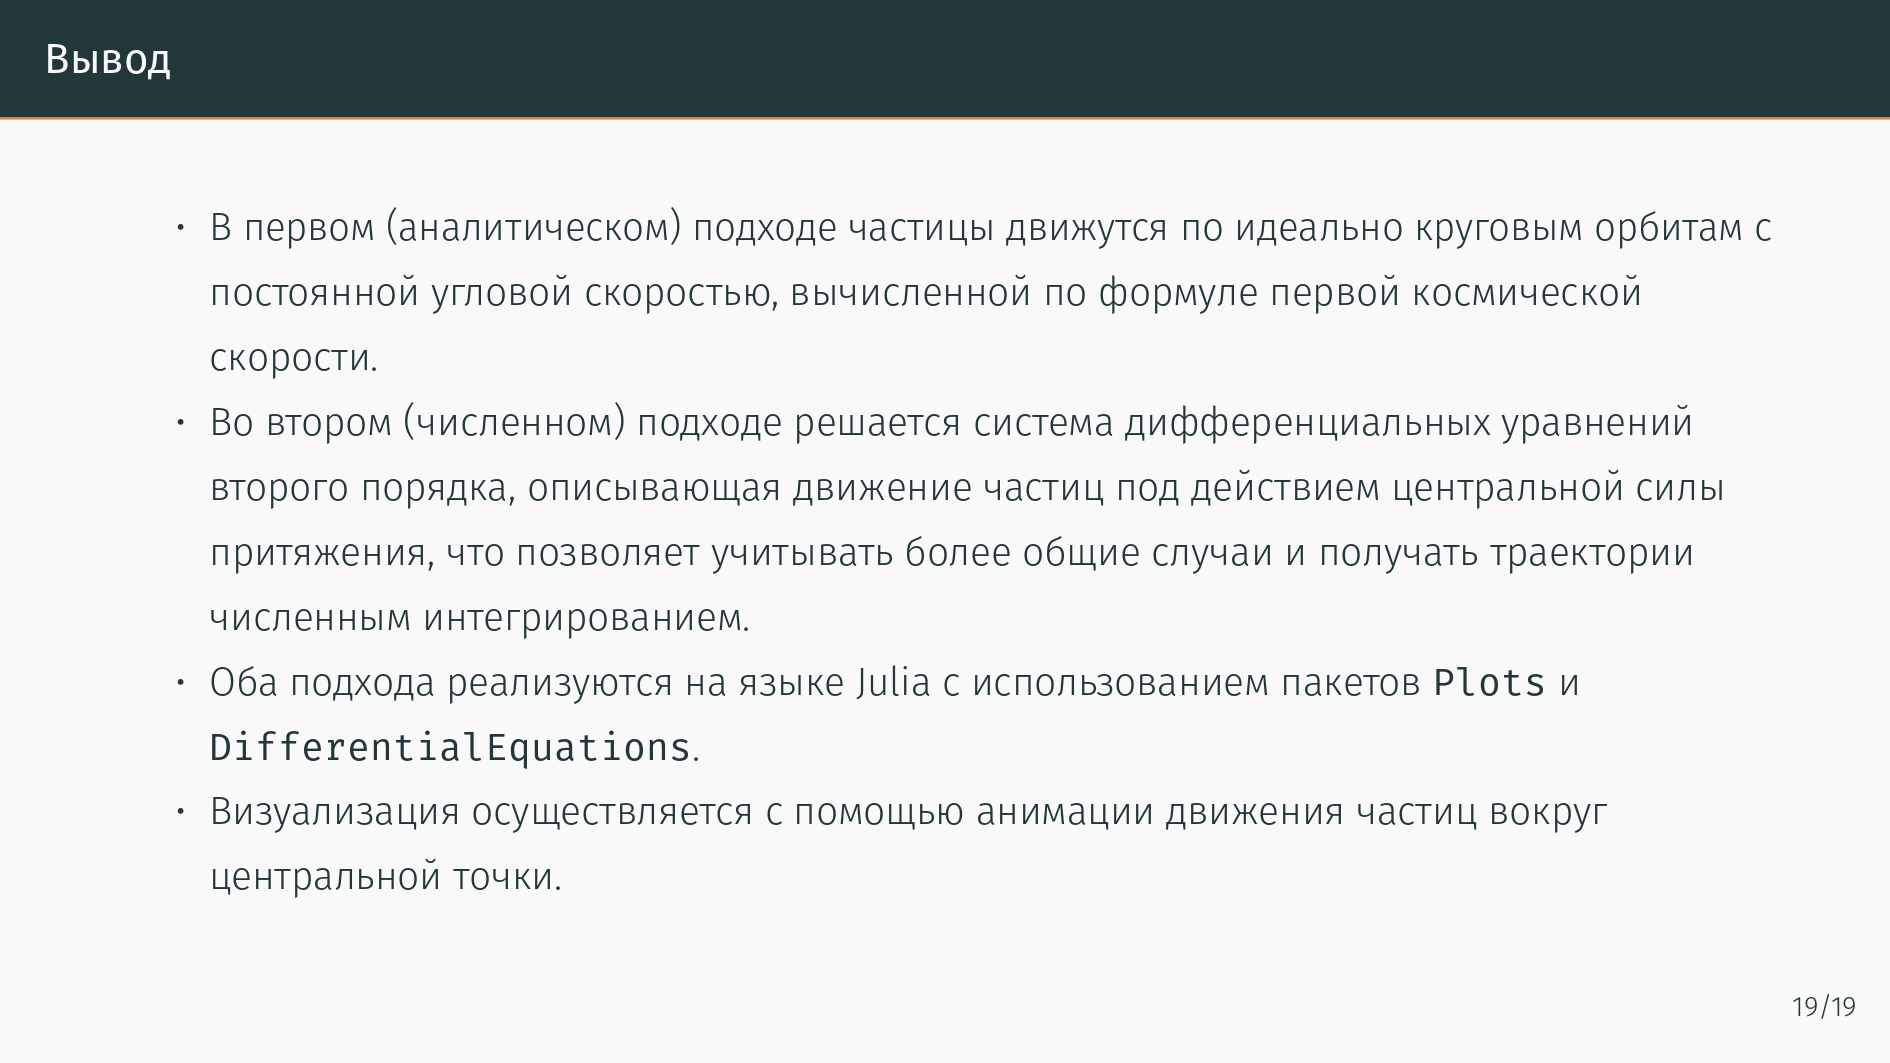 Вывод
• В первом (аналитическом) подходе частицы движутся по идеально круговым орбитам с
постоянной угловой скоростью, вычисленной по формуле первой космической
скорости.
• Во втором (численном) подходе решается система дифференциальных уравнений
второго порядка, описывающая движение частиц под действием центральной силы
притяжения, что позволяет учитывать более общие случаи и получать траектории
численным интегрированием.
• Оба подхода реализуются на языке Julia с использованием пакетов Plots и
DifferentialEquations.
• Визуализация осуществляется с помощью анимации движения частиц вокруг
центральной точки.
19/19